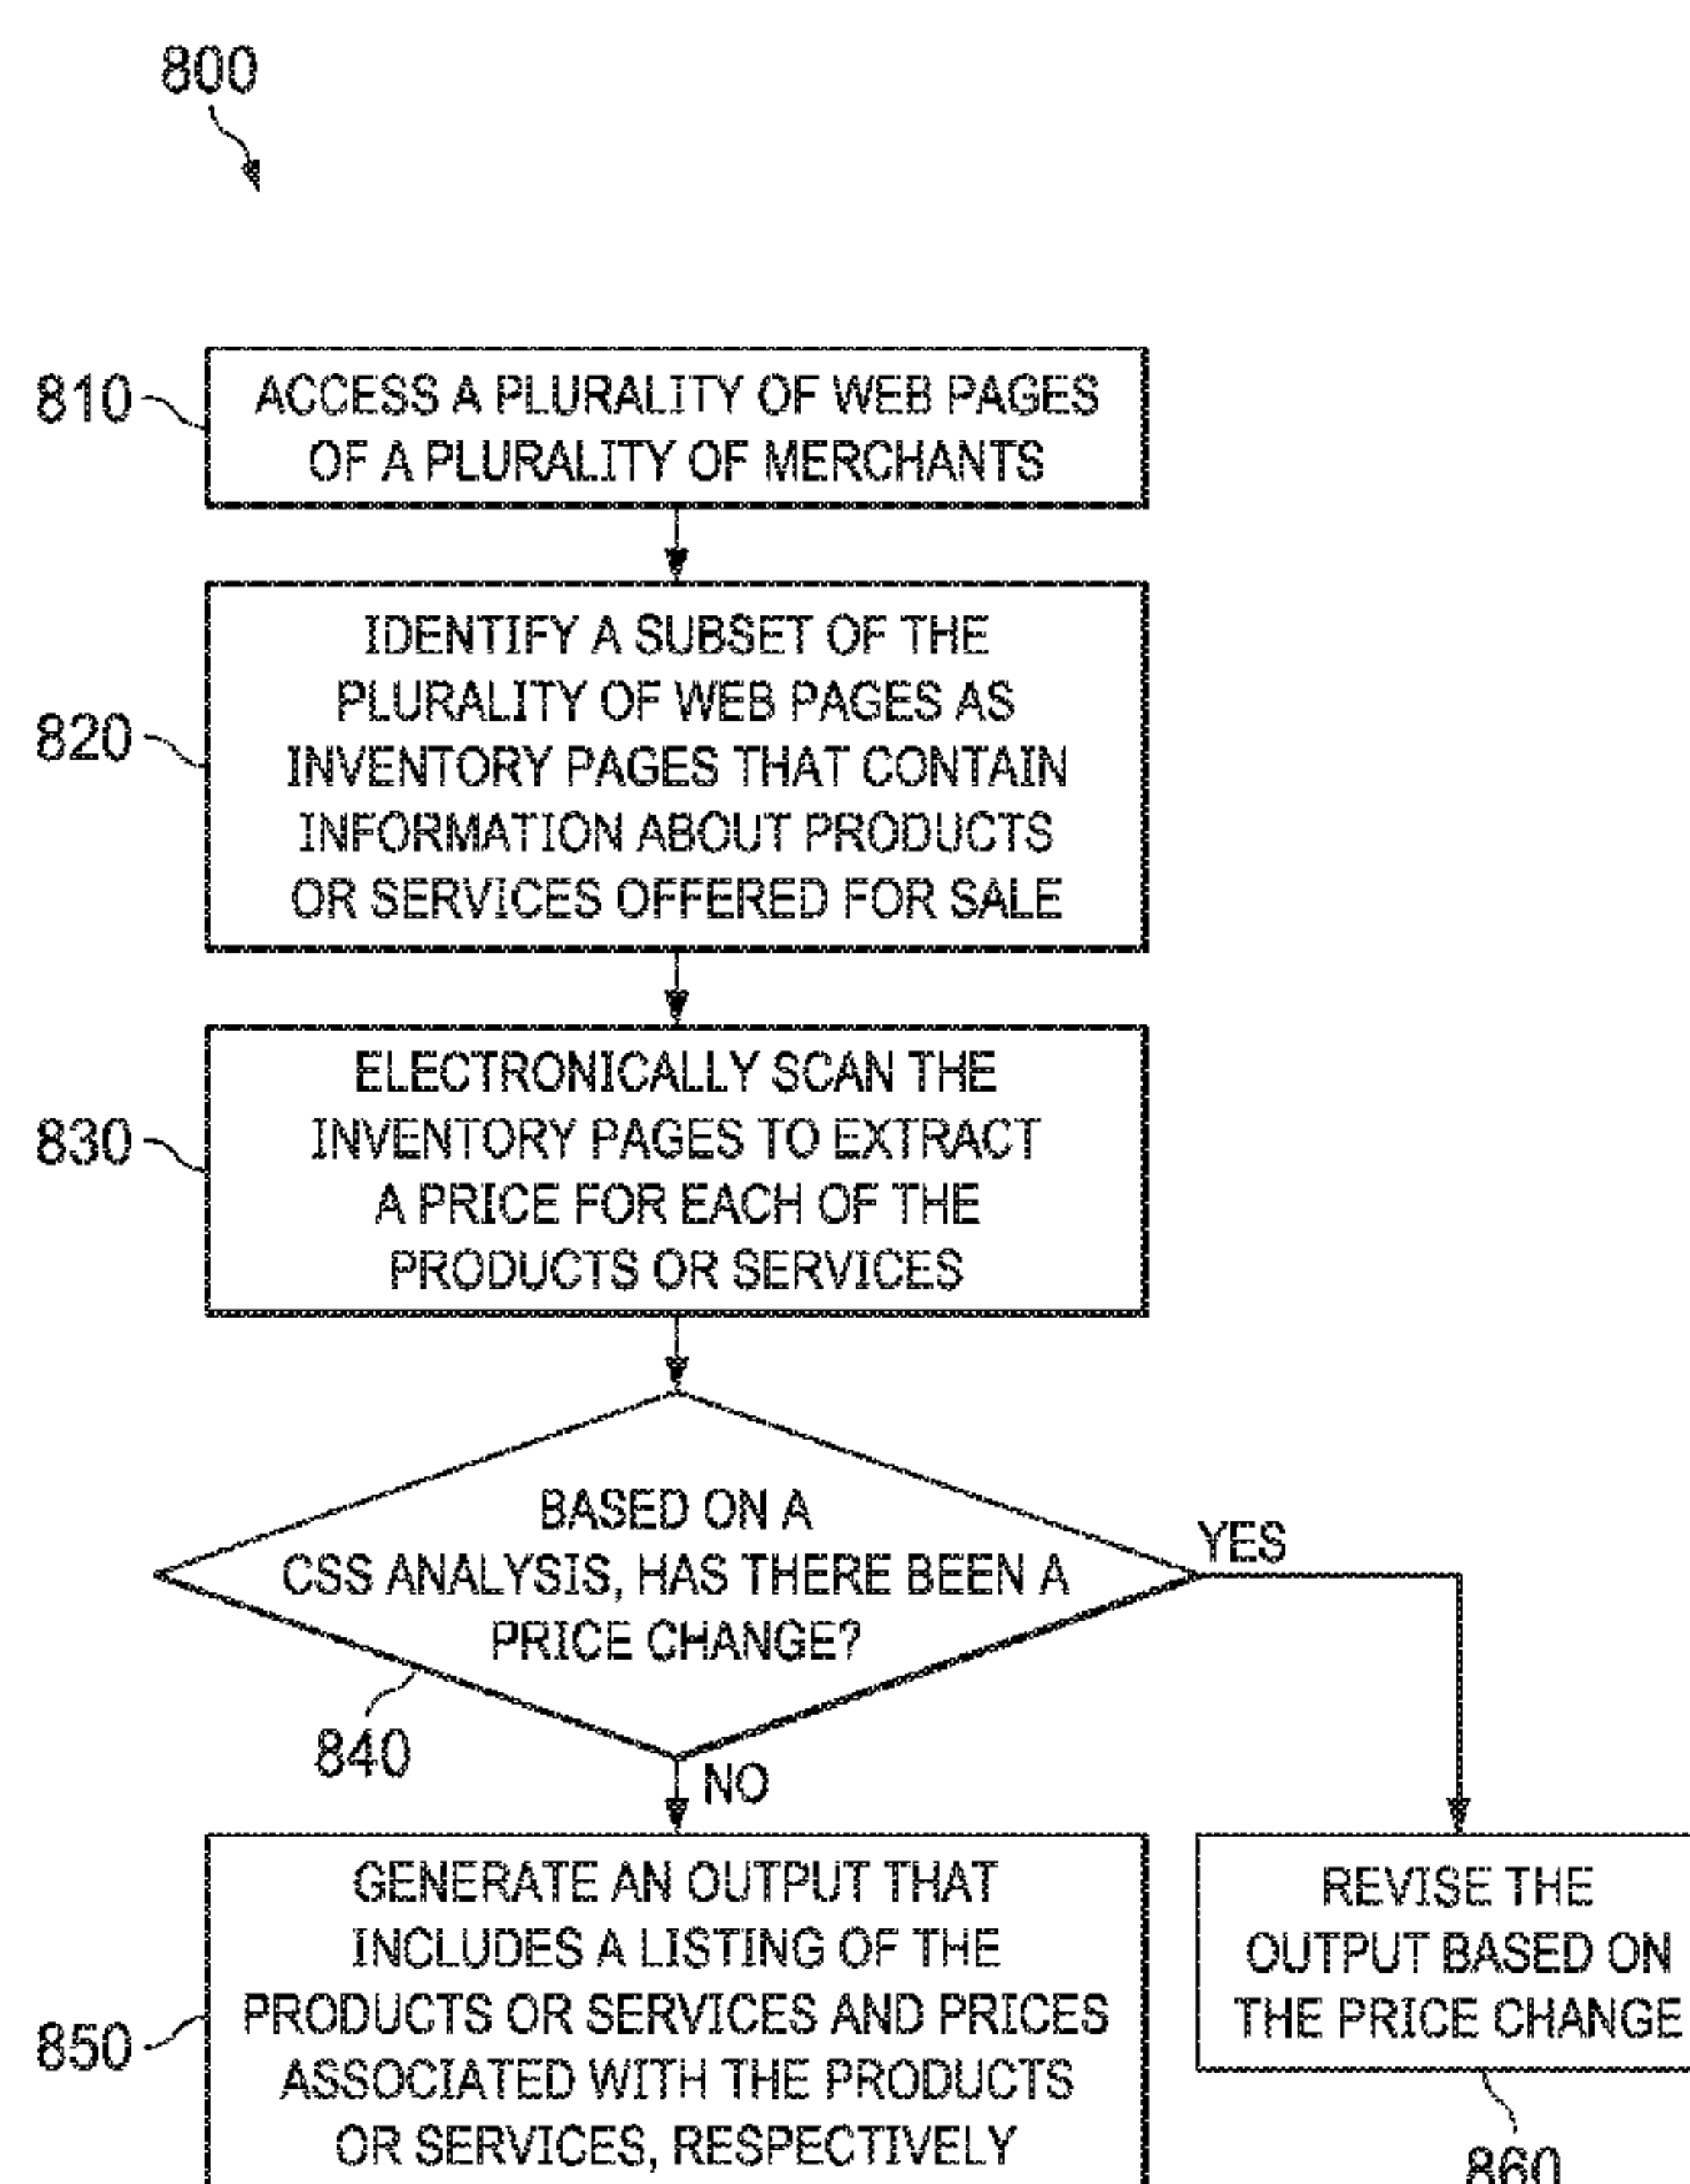 800
810
ACCESS A PLURALITY OF WEB PAGES
OF A PLURALITY OF MERCHANTS
820
IDENTIFY A SUBSET OF THE
PLURALITY OF WEB PAGES AS
INVENTORY PAGES THAT CONTAIN
INFORMATION ABOUT PRODUCTS
OR SERVICES OFFERED FOR SALE
830
ELECTRONICALLY SCAN THE
INVENTORY PAGES TO EXTRACT
A PRICE FOR EACH OF THE
PRODUCTS OR SERVICES
BASED ON A
CSS ANALYSIS, HAS THERE BEEN A
PRICE CHANGE?
YES
840
NO
850
GENERATE AN OUTPUT THAT
INCLUDES A LISTING OF THE
PRODUCTS OR SERVICES AND PRICES
ASSOCIATED WITH THE PRODUCTS
OR SERVICES, RESPECTIVELY
REVISE THE
OUTPUT BASED ON
THE PRICE CHANGE
860